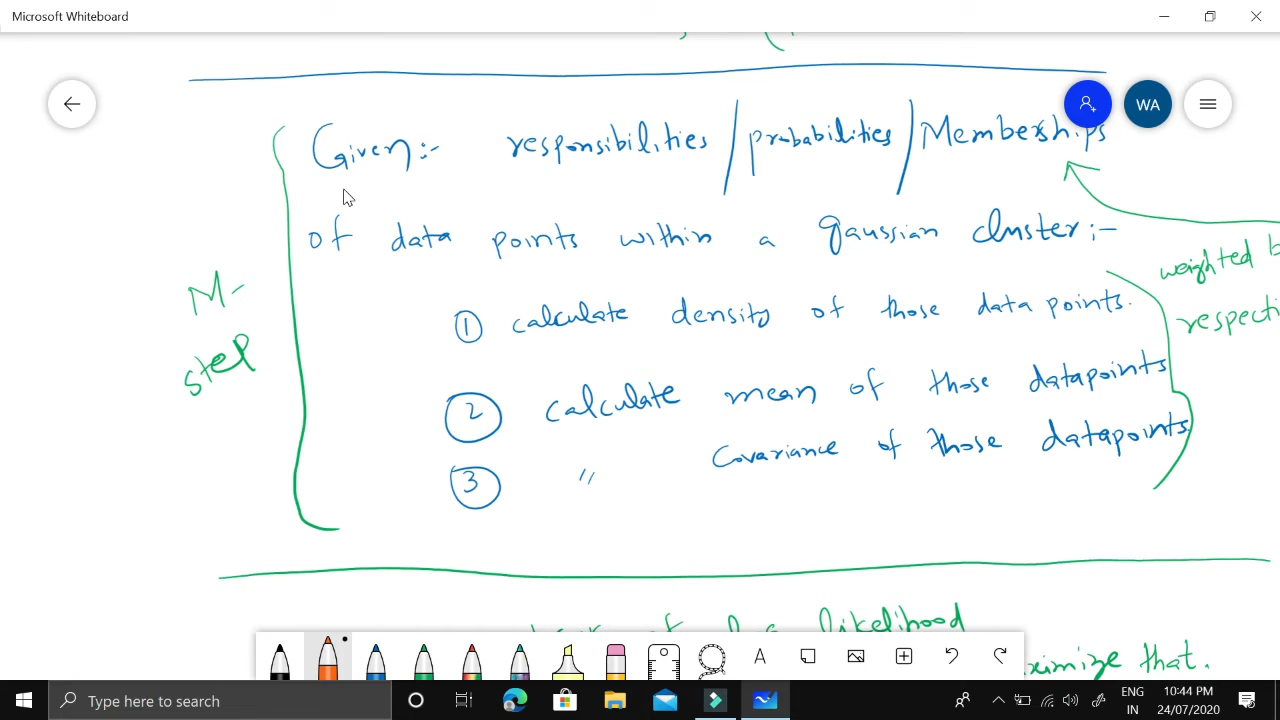 Microsoft Whiteboard
WA
Given:- responsibilities / probabilities / Memberships
of data points within a gaussian cluster:-
weighted b
respecti
M-
step
① calculate density of those data points.
② calculate mean of those datapoints
③ " Covariance of those datapoints
of log likelihood
ximize that.
A
Type here to search
ENG
IN
10:44 PM
24/07/2020